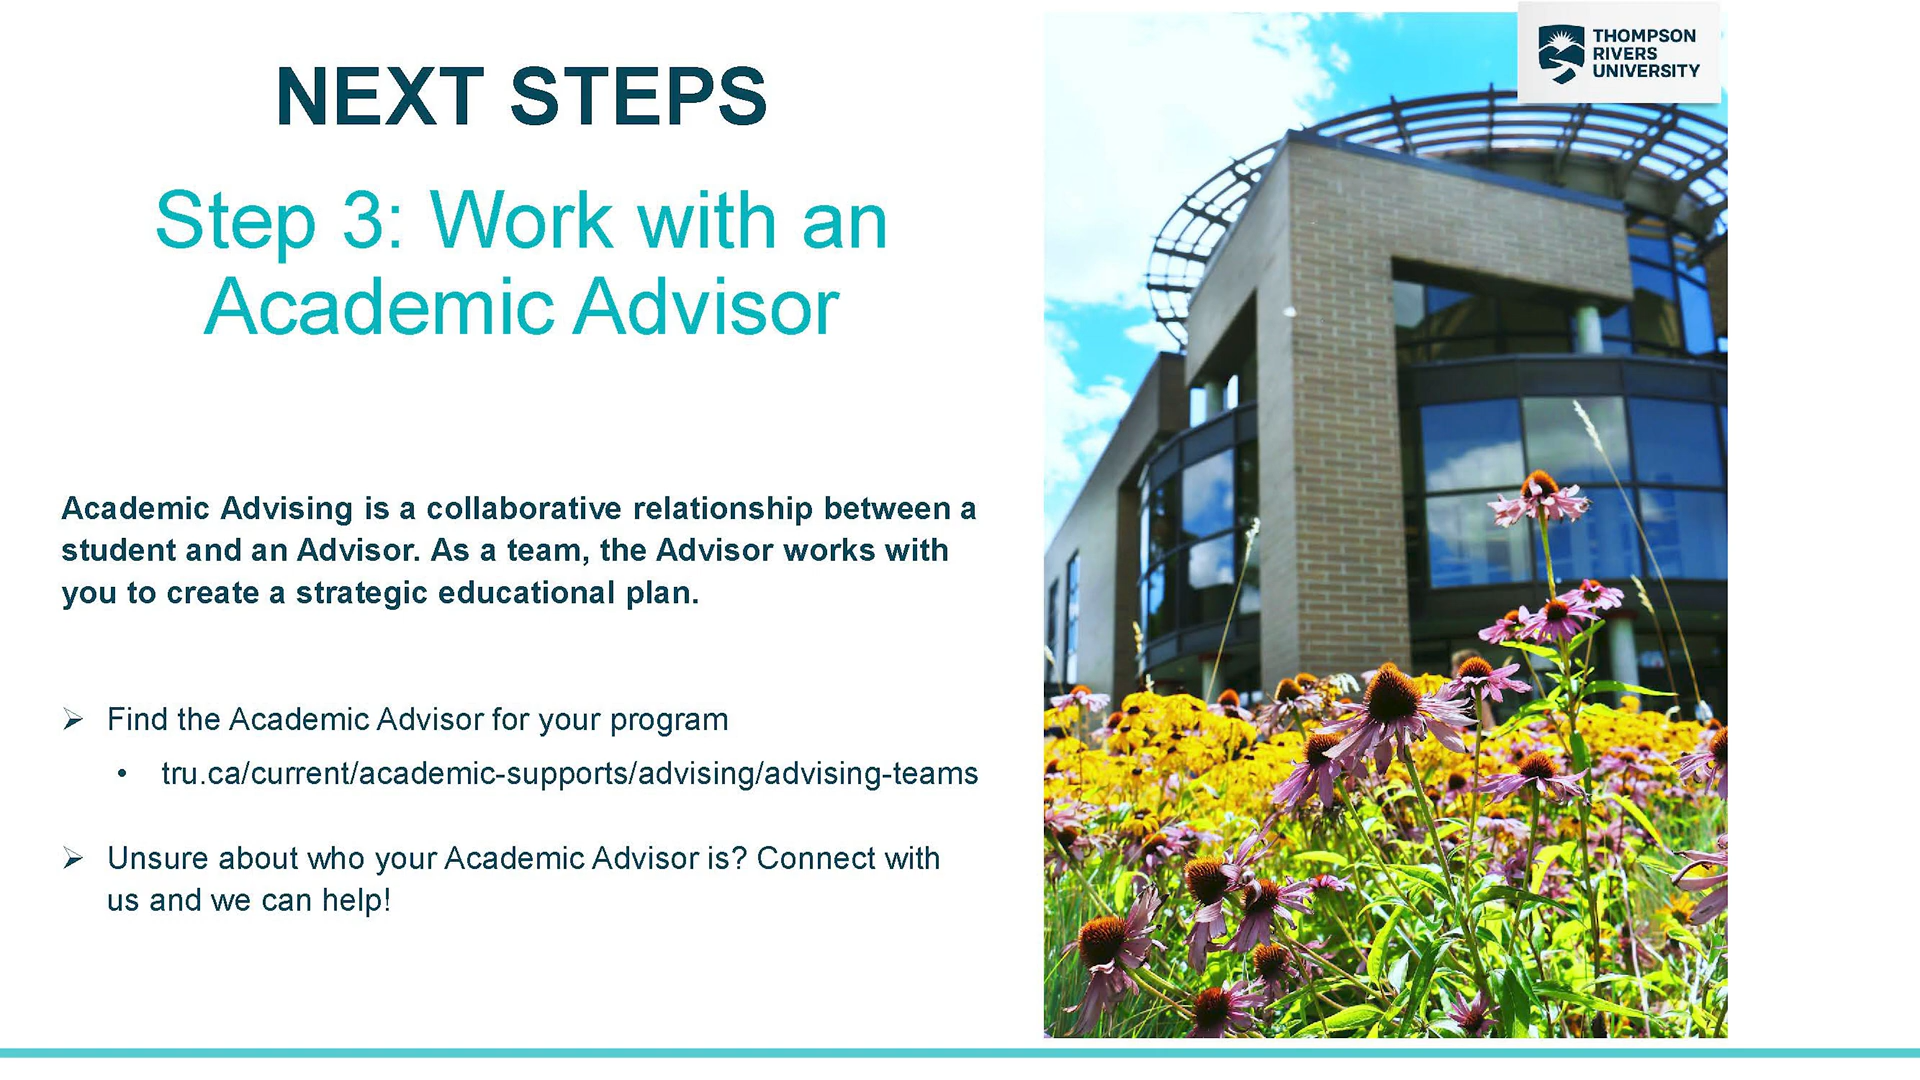 NEXT STEPS
Step 3: Work with an
Academic Advisor
Academic Advising is a collaborative relationship between a
student and an Advisor. As a team, the Advisor works with
you to create a strategic educational plan.
➢ Find the Academic Advisor for your program
• tru.ca/current/academic-supports/advising/advising-teams
➢ Unsure about who your Academic Advisor is? Connect with
us and we can help!
THOMPSON
RIVERS
UNIVERSITY